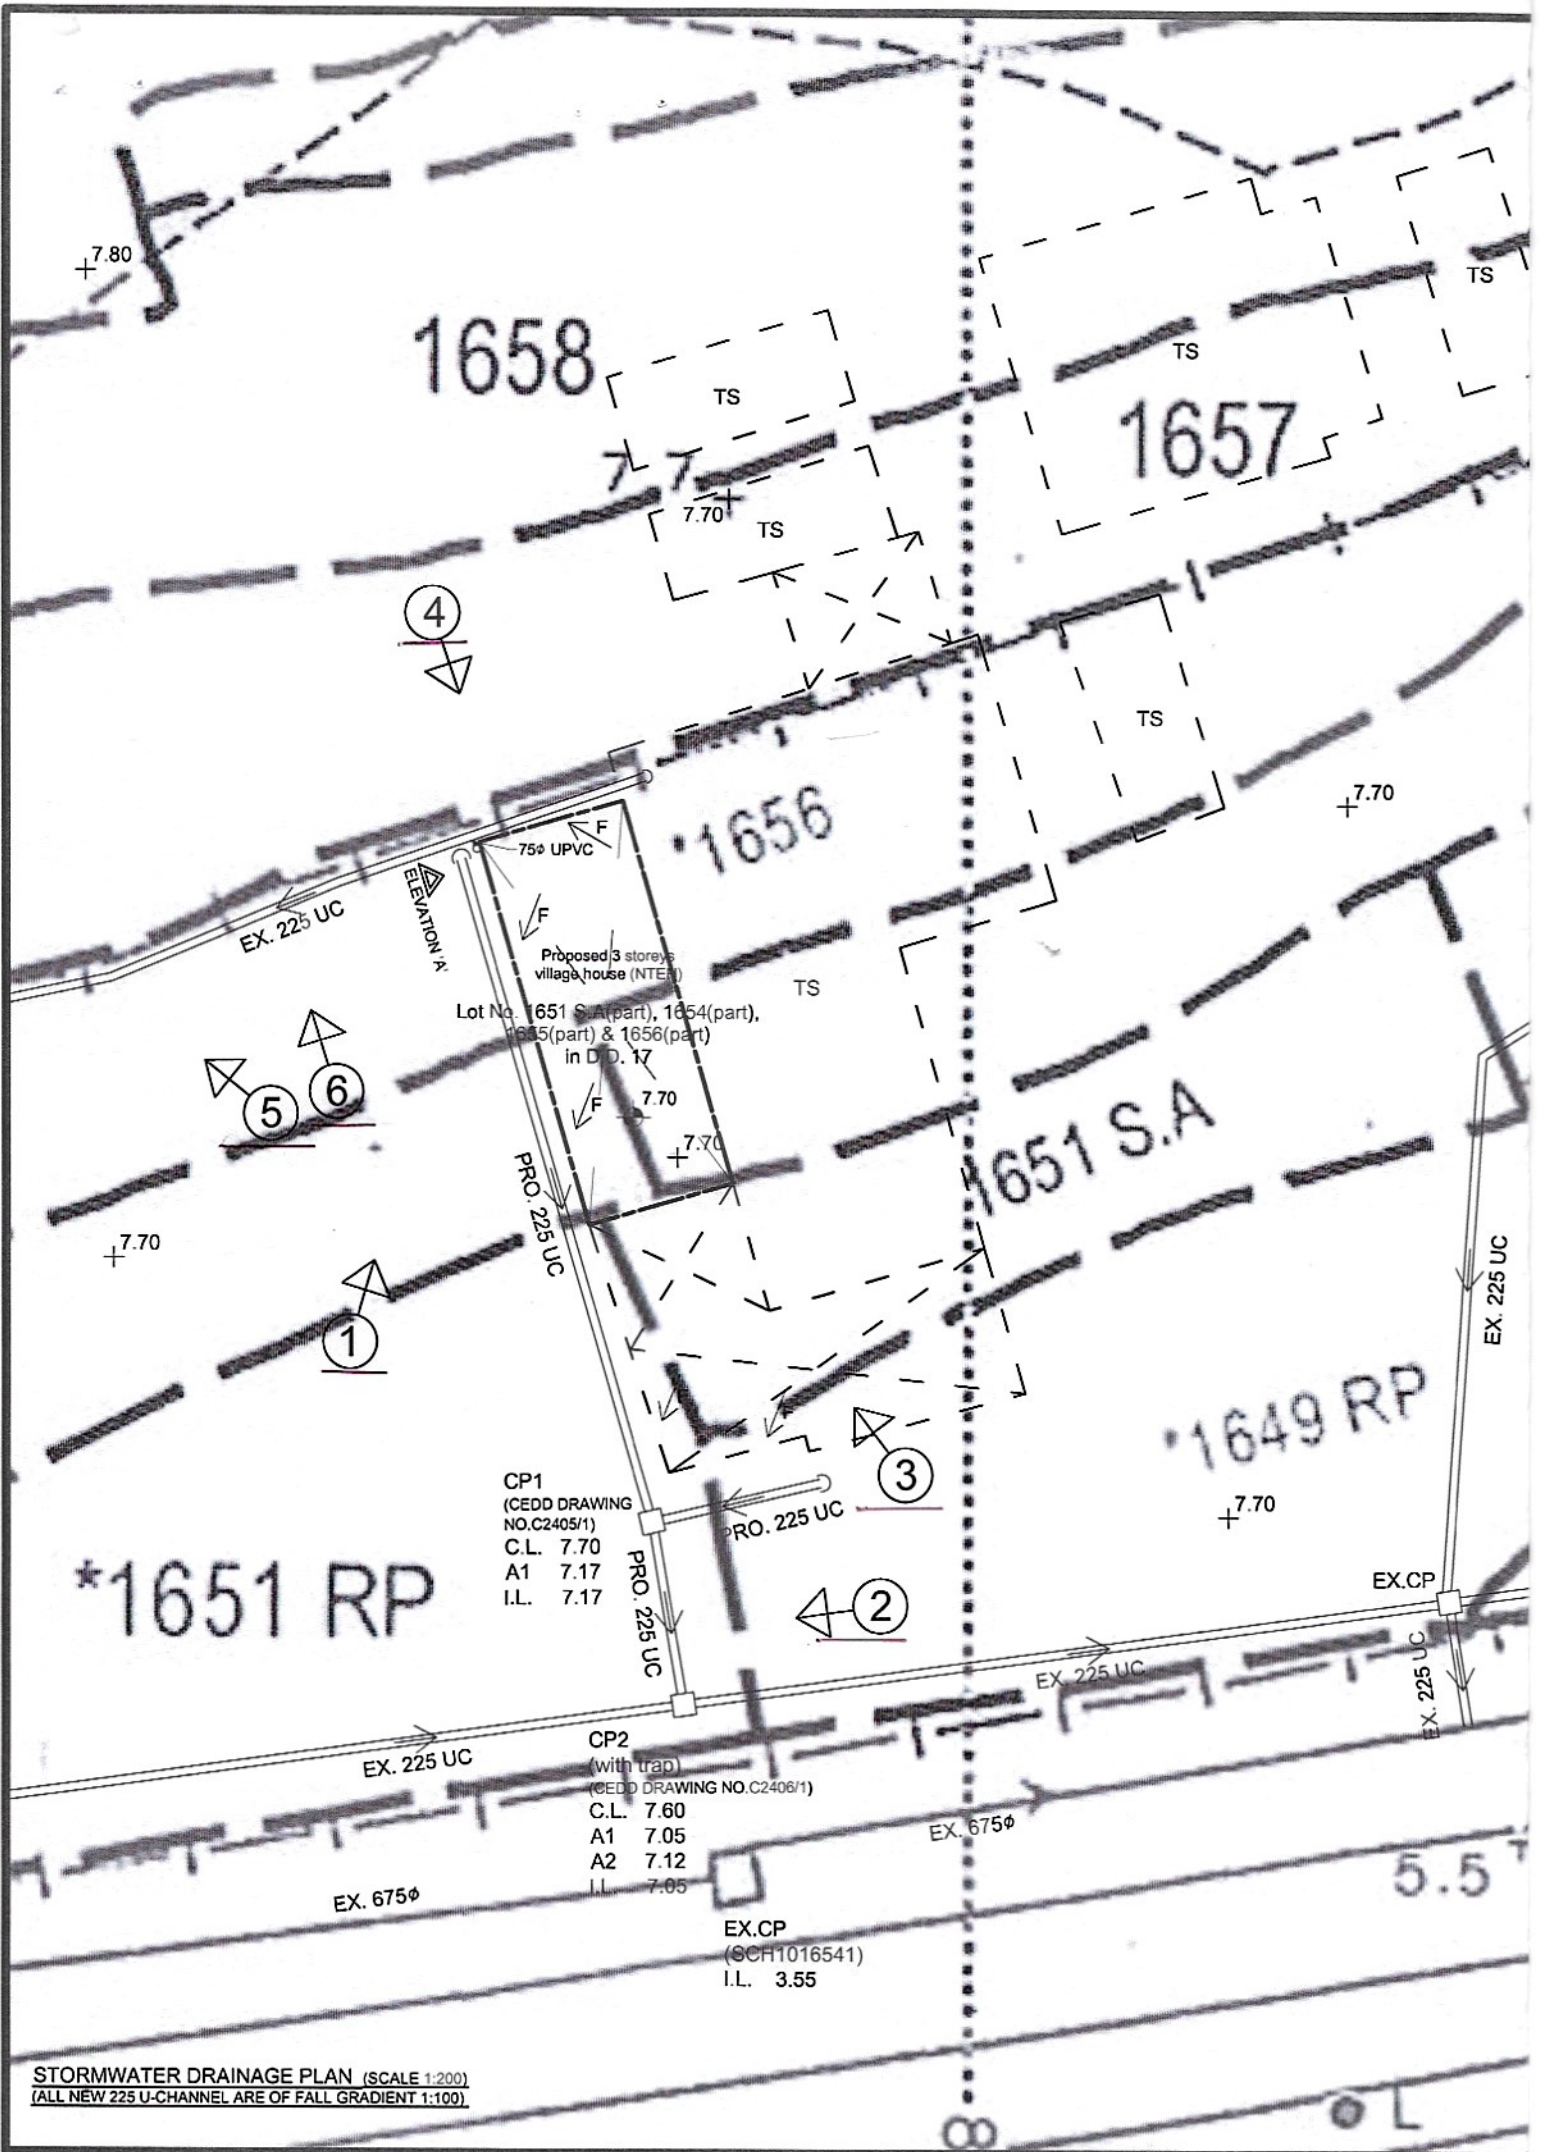 7.80
1658
TS
TS
TS
1657
7 7
7.70
TS
4
TS
7.70
*1656
F
75ϕ UPVC
ELEVATION 'A'
EX. 225 UC
F
Proposed 3 storeys
village house (NTEH)
TS
Lot No. 1651 S.A(part), 1654(part),
1655(part) & 1656(part)
in D.D. 17
5
6
F
7.70
7.70
1651 S.A
PRO. 225 UC
7.70
EX. 225 UC
1
*1649 RP
3
CP1
(CEDD DRAWING
NO.C2405/1)
C.L. 7.70
A1 7.17
I.L. 7.17
PRO. 225 UC
7.70
*1651 RP
PRO. 225 UC
2
EX.CP
EX. 225 UC
EX. 225 UC
EX. 225 UC
CP2
(with trap)
(CEDD DRAWING NO.C2406/1)
C.L. 7.60
A1 7.05
A2 7.12
I.L. 7.05
EX. 675ϕ
EX. 675ϕ
5.5
EX.CP
(SCH1016541)
I.L. 3.55
STORMWATER DRAINAGE PLAN (SCALE 1:200)
(ALL NEW 225 U-CHANNEL ARE OF FALL GRADIENT 1:100)
L